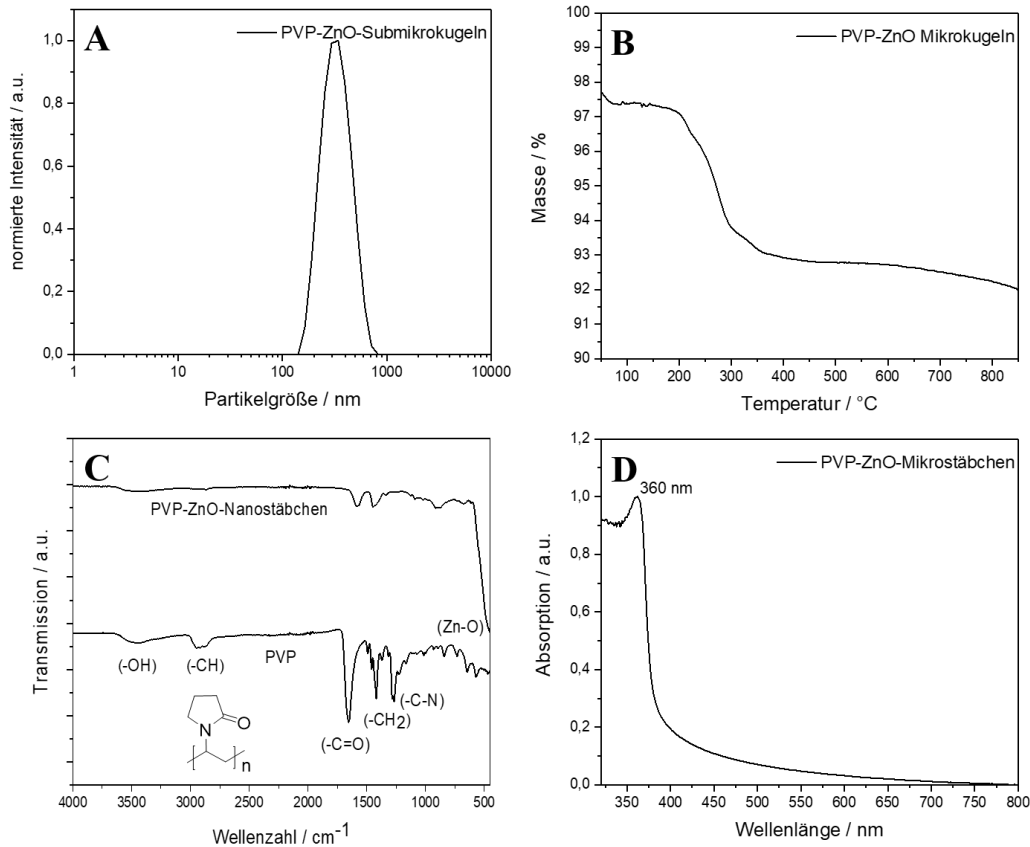 A
PVP-ZnO-Submikrokugeln
normierte Intensität / a.u.
1,0
0,8
0,6
0,4
0,2
0,0
1
10
100
1000
10000
Partikelgröße / nm
B
PVP-ZnO Mikrokugeln
Masse / %
100
99
98
97
96
95
94
93
92
91
90
100
200
300
400
500
600
700
800
Temperatur / °C
C
PVP-ZnO-Nanostäbchen
Transmission / a.u.
(Zn-O)
(-OH)
(-CH)
PVP
(-C-N)
(-CH2)
(-C=O)
O
N
n
4000
3500
3000
2500
2000
1500
1000
500
Wellenzahl / cm-1
D
PVP-ZnO-Mikrostäbchen
360 nm
Absorption / a.u.
1,2
1,0
0,8
0,6
0,4
0,2
0,0
350
400
450
500
550
600
650
700
750
800
Wellenlänge / nm